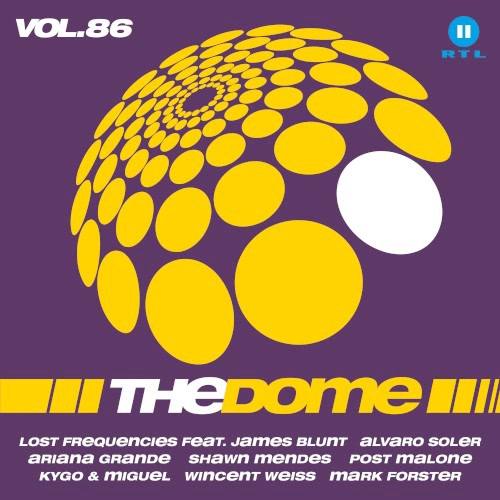 VOL.86
RTL
THEDOME
LOST FREQUENCIES FEAT. JAMES BLUNT ALVARO SOLER
ARIANA GRANDE SHAWN MENDES POST MALONE
KYGO & MIGUEL WINCENT WEISS MARK FORSTER